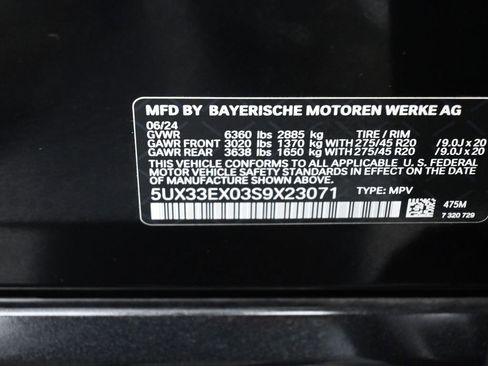 MFD BY BAYERISCHE MOTOREN WERKE AG
06/24
GVWR 6360 lbs 2885 kg TIRE / RIM
GAWR FRONT 3020 lbs 1370 kg WITH 275/45 R20 /9.0J x 20
GAWR REAR 3638 lbs 1650 kg WITH 275/45 R20 /9.0J x 20
THIS VEHICLE CONFORMS TO ALL APPLICABLE U. S. FEDERAL
MOTOR VEHICLE SAFETY STANDARDS IN EFFECT ON THE DATE
OF MANUFACTURE SHOWN ABOVE.
5UX33EX03S9X23071 TYPE: MPV
475M
7 320 729